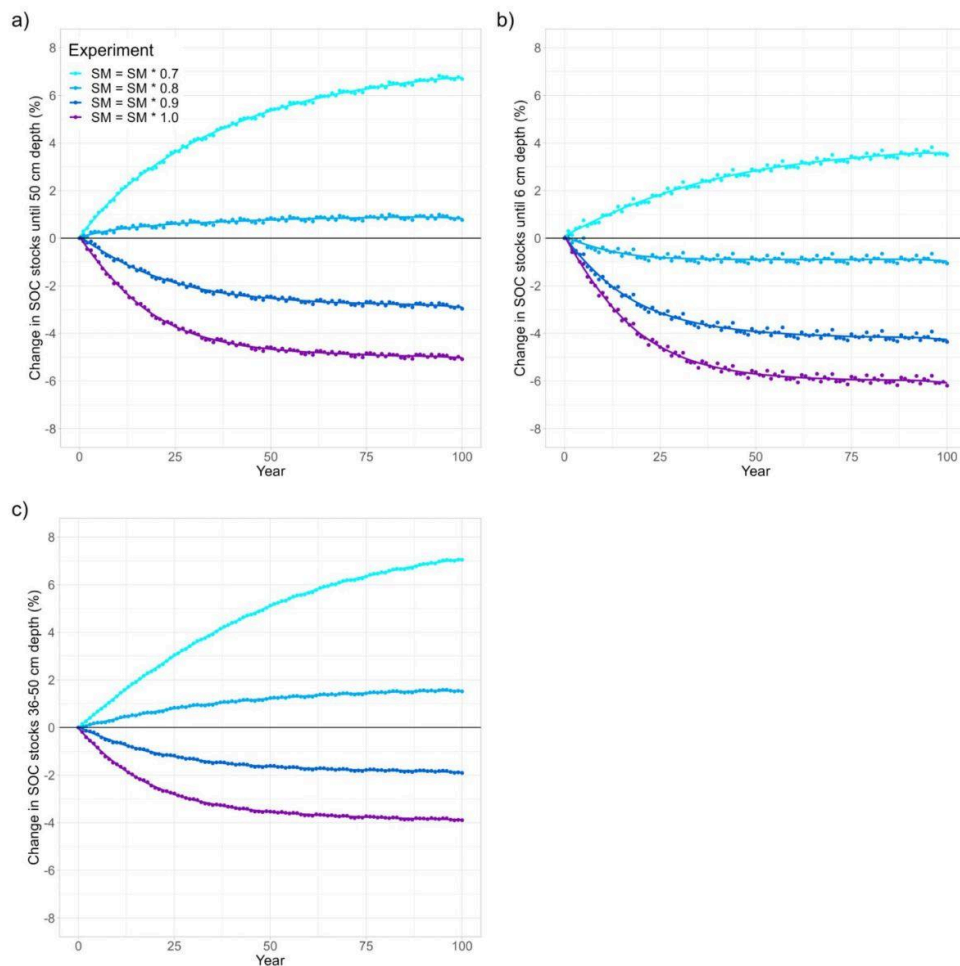 a)
Change in SOC stocks until 50 cm depth (%)
8
6
4
2
0
-2
-4
-6
-8
Experiment
SM = SM * 0.7
SM = SM * 0.8
SM = SM * 0.9
SM = SM * 1.0
0 25 50 75 100
Year
b)
Change in SOC stocks until 6 cm depth (%)
8
6
4
2
0
-2
-4
-6
-8
0 25 50 75 100
Year
c)
Change in SOC stocks 36-50 cm depth (%)
8
6
4
2
0
-2
-4
-6
-8
0 25 50 75 100
Year